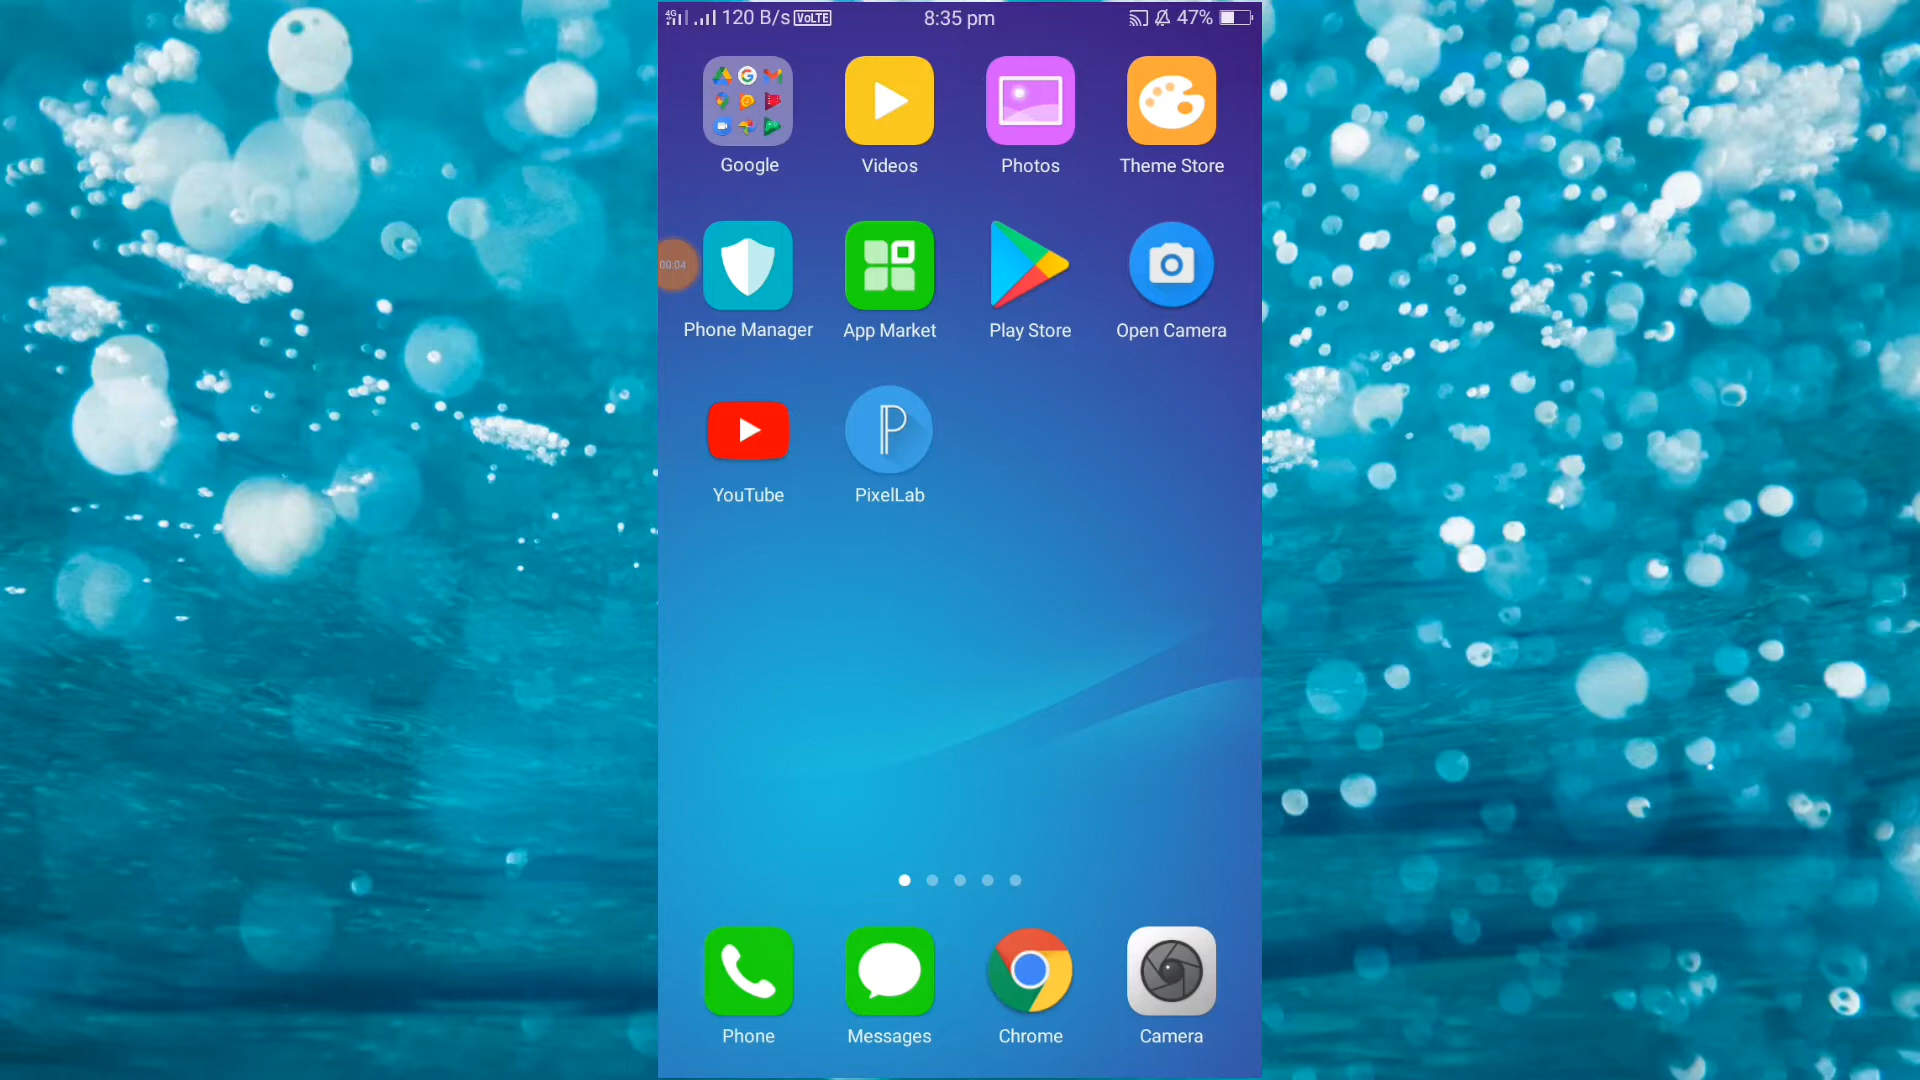 4G 120 B/s VoLTE 8:35 pm 47%
Google Videos Photos Theme Store
00:04
Phone Manager App Market Play Store Open Camera
YouTube PixelLab
Phone Messages Chrome Camera